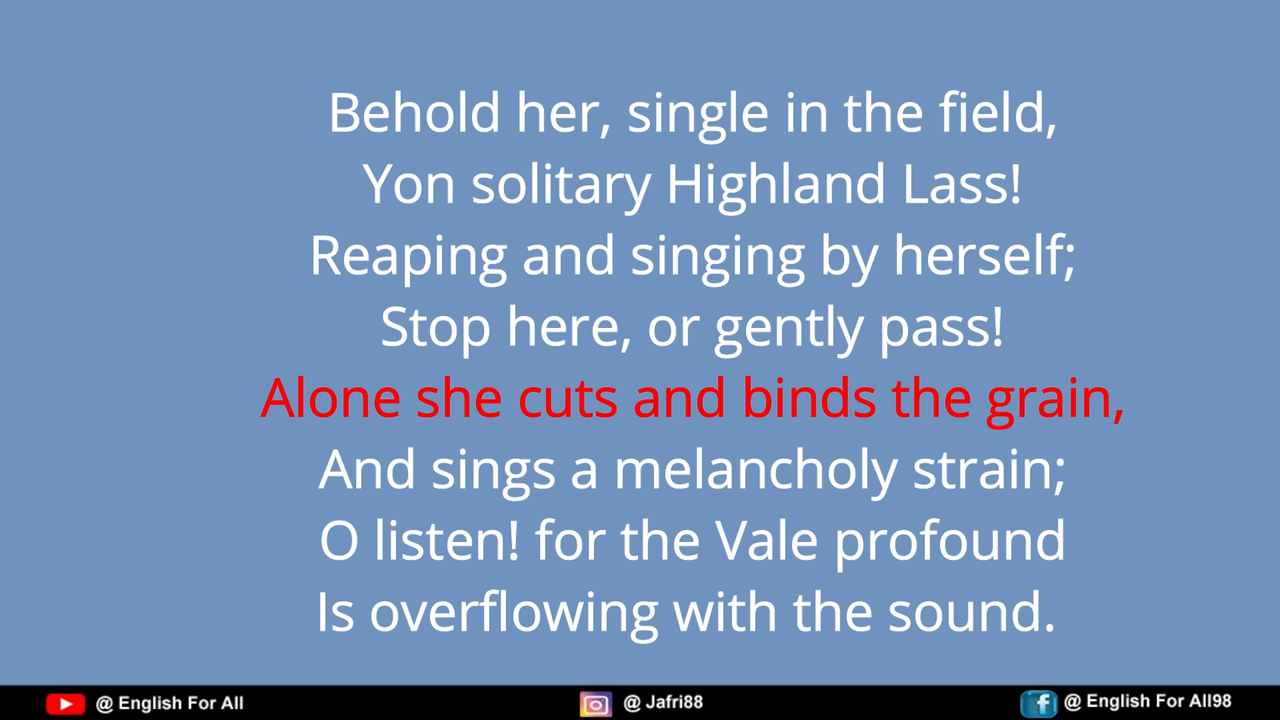 Behold her, single in the field,
Yon solitary Highland Lass!
Reaping and singing by herself;
Stop here, or gently pass!
Alone she cuts and binds the grain,
And sings a melancholy strain;
O listen! for the Vale profound
Is overflowing with the sound.
@ English For All
@ Jafri88
@ English For All98